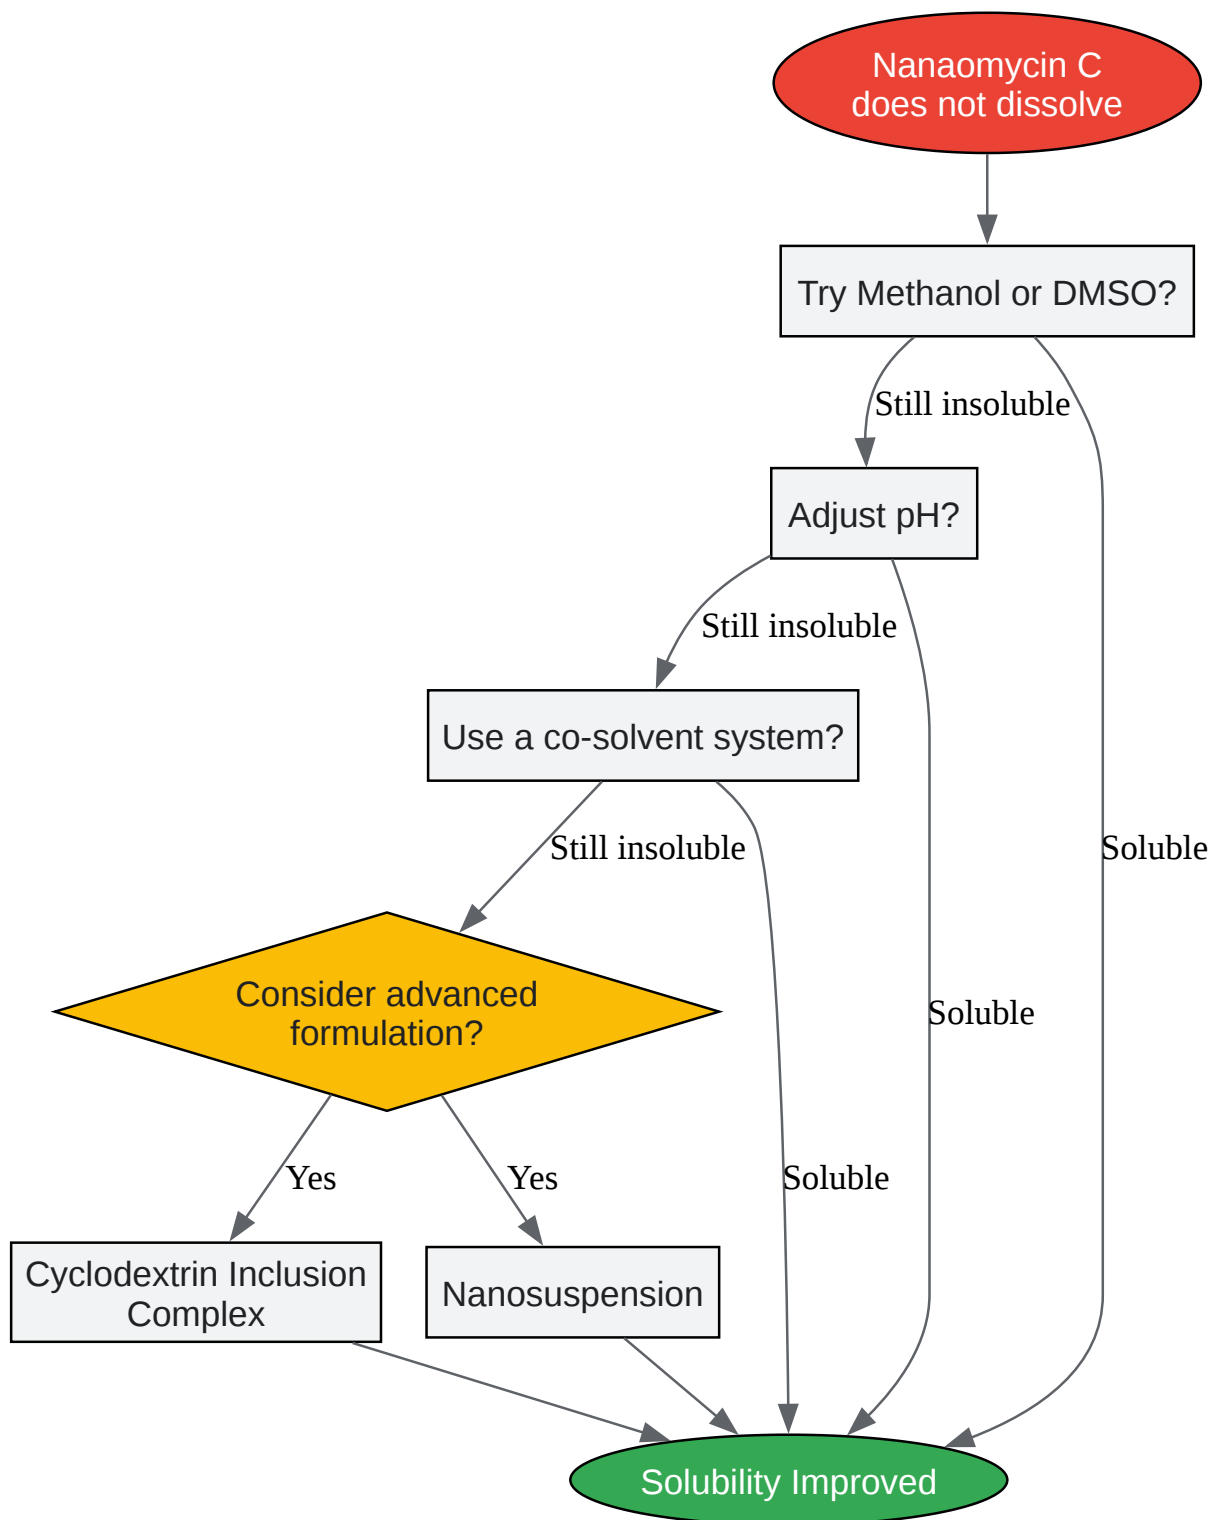 Nanaomycin C
does not dissolve
Try Methanol or DMSO?
Still insoluble
Adjust pH?
Still insoluble
Use a co-solvent system?
Still insoluble
Soluble
Consider advanced
formulation?
Soluble
Yes
Yes
Soluble
Cyclodextrin Inclusion
Complex
Nanosuspension
Solubility Improved